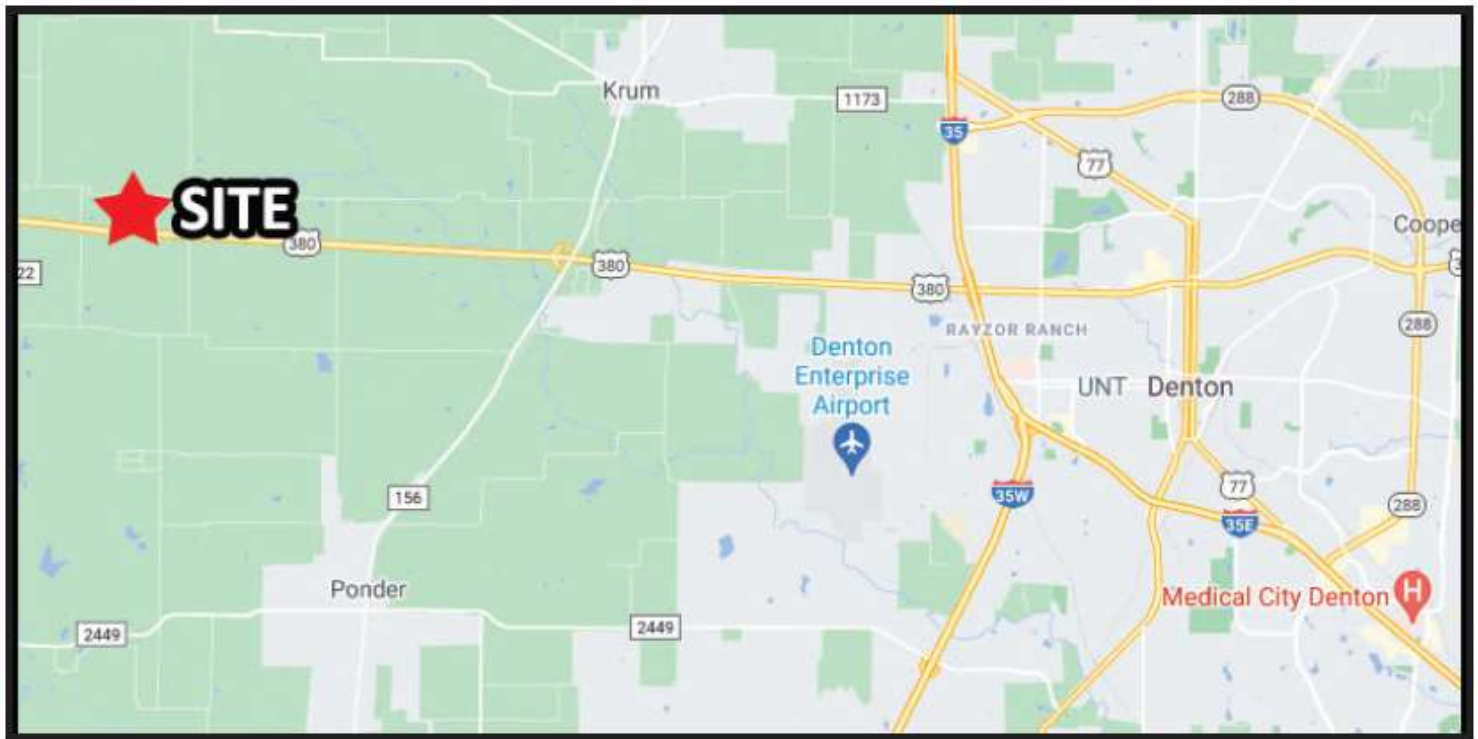 Krum
1173
288
35
77
SITE
Coope
380
22
380
380
3
288
RAYZOR RANCH
Denton
Enterprise
Airport
UNT
Denton
156
35W
77
288
35E
Ponder
Medical City Denton
H
2449
2449